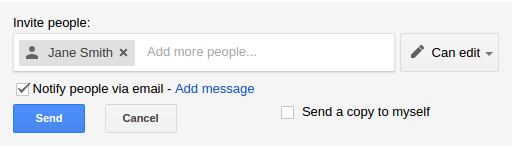 Invite people:
Jane Smith Add more people... Can edit
Notify people via email - Add message
Send Cancel Send a copy to myself